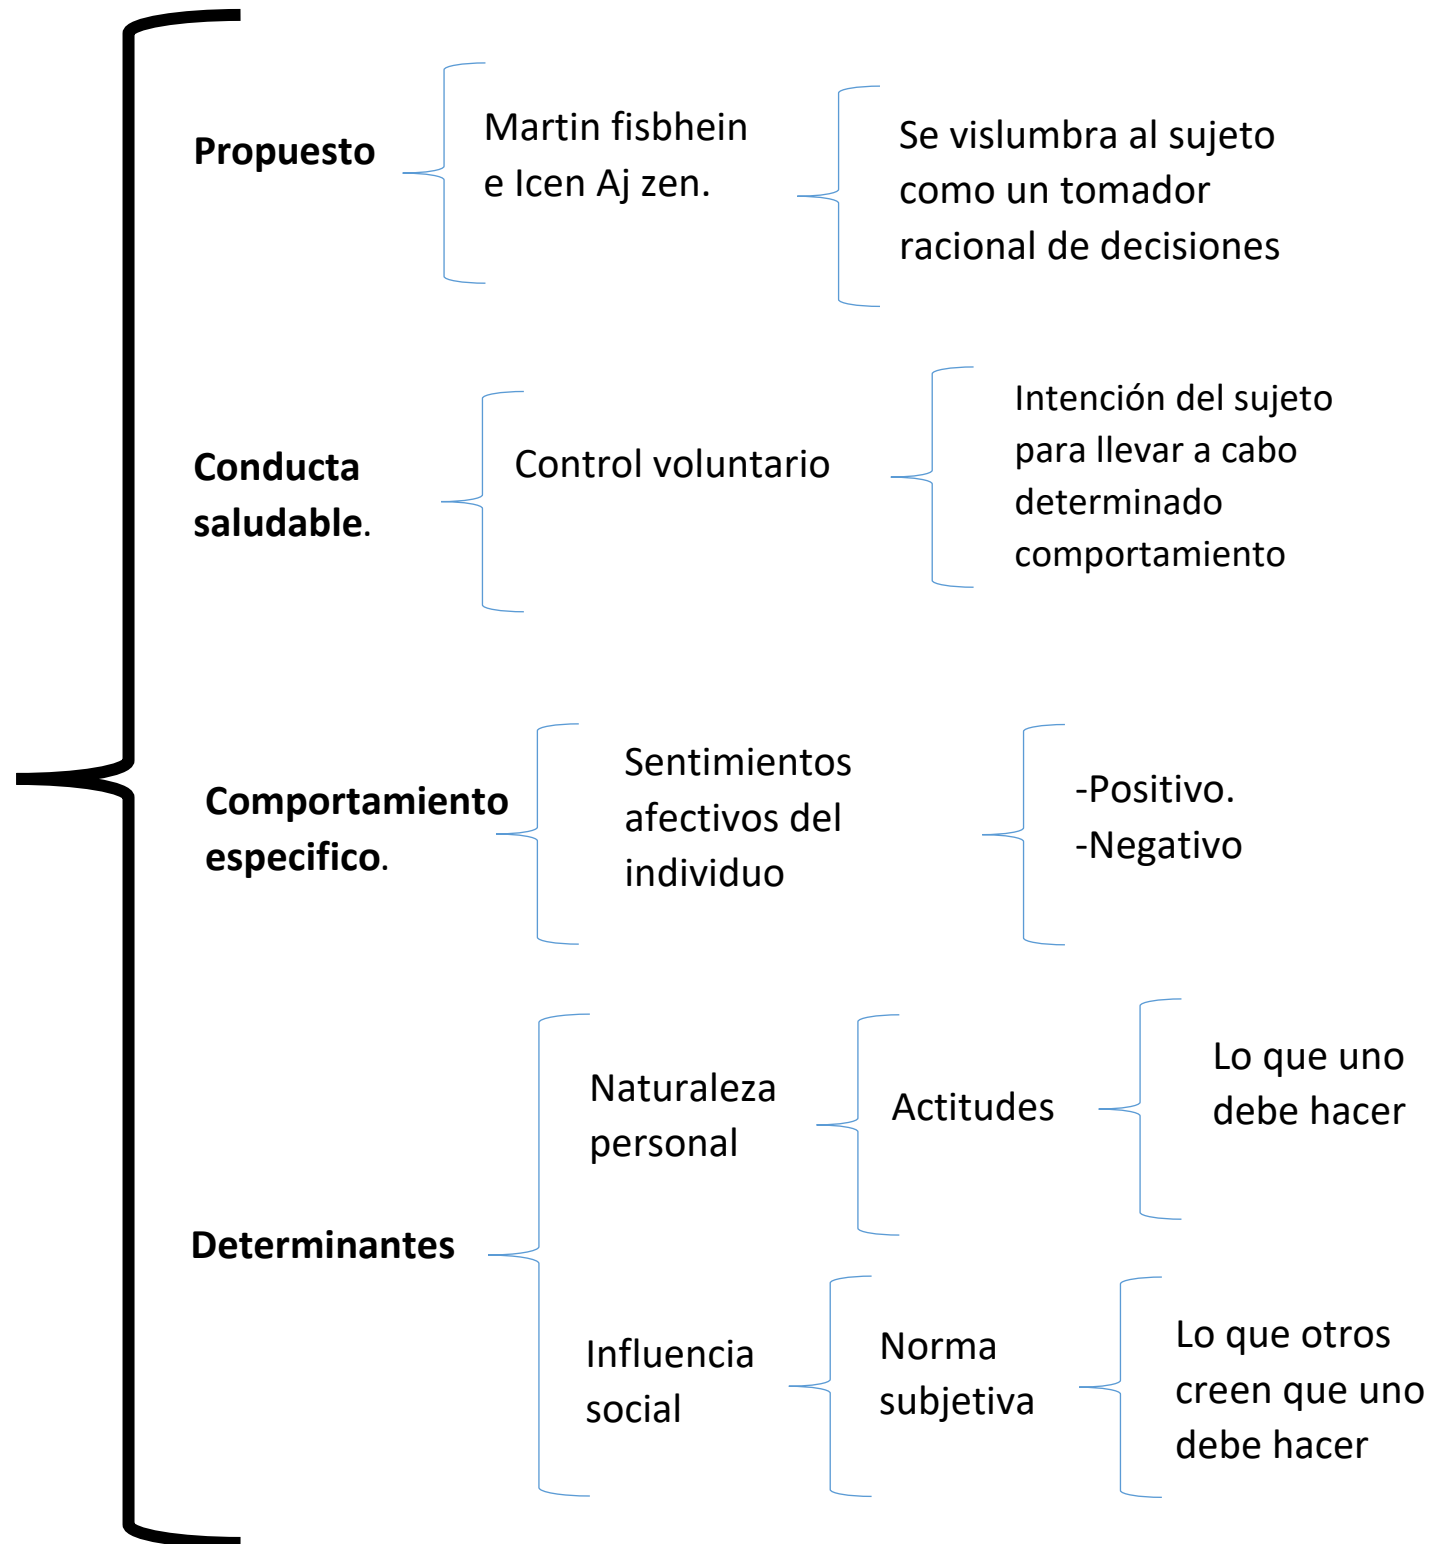 Propuesto
Martin fisbhein
e Icen Aj zen.
Se vislumbra al sujeto
como un tomador
racional de decisiones
Conducta
saludable.
Control voluntario
Intención del sujeto
para llevar a cabo
determinado
comportamiento
Comportamiento
especifico.
Sentimientos
afectivos del
individuo
-Positivo.
-Negativo
Determinantes
Naturaleza
personal
Actitudes
Lo que uno
debe hacer
Influencia
social
Norma
subjetiva
Lo que otros
creen que uno
debe hacer